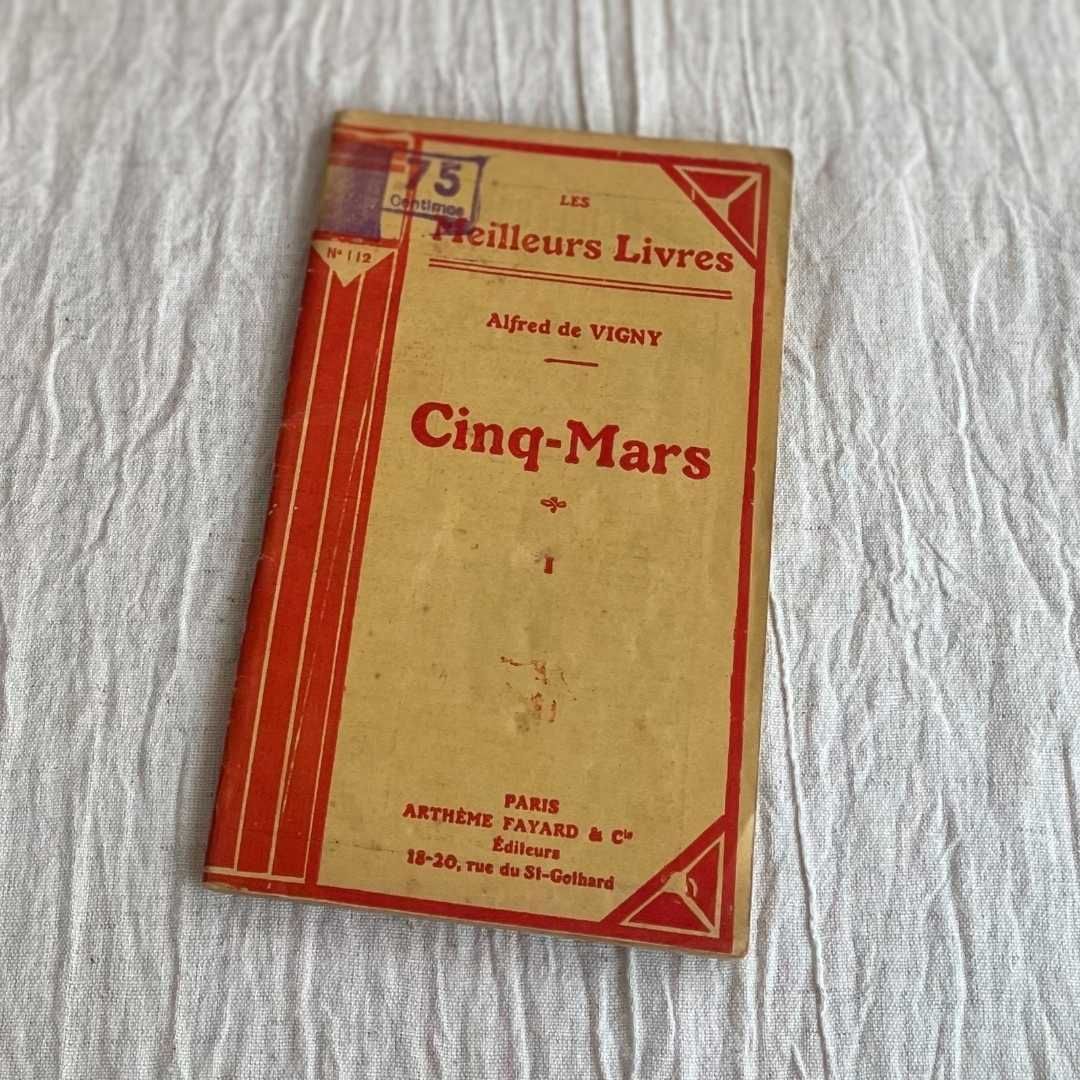 75
Centimes
Nº 112
LES
Meilleurs Livres
Alfred de VIGNY
Cinq-Mars
I
PARIS
ARTHÈME FAYARD & Cie
Éditeurs
18-20, rue du St-Gothard